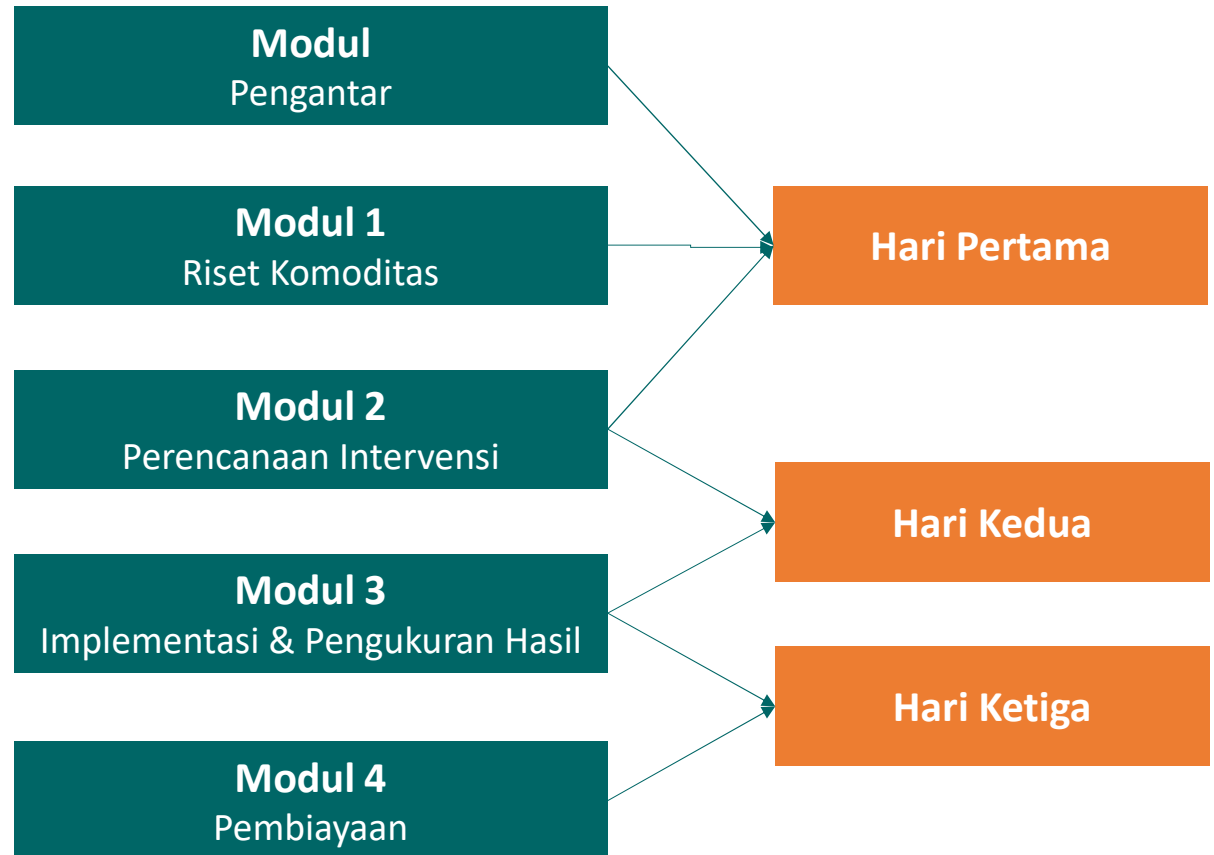 Modul
Pengantar
Modul 1
Riset Komoditas
Hari Pertama
Modul 2
Perencanaan Intervensi
Hari Kedua
Modul 3
Implementasi & Pengukuran Hasil
Hari Ketiga
Modul 4
Pembiayaan